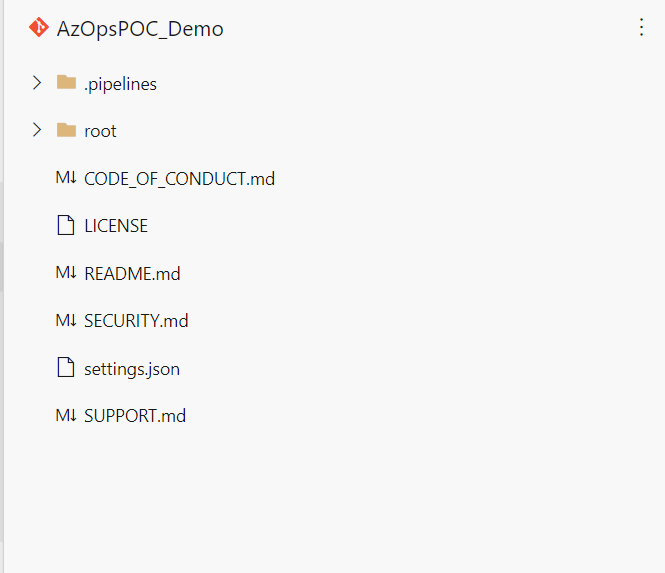 AzOpsPOC_Demo
.pipelines
root
M↓ CODE_OF_CONDUCT.md
LICENSE
M↓ README.md
M↓ SECURITY.md
settings.json
M↓ SUPPORT.md